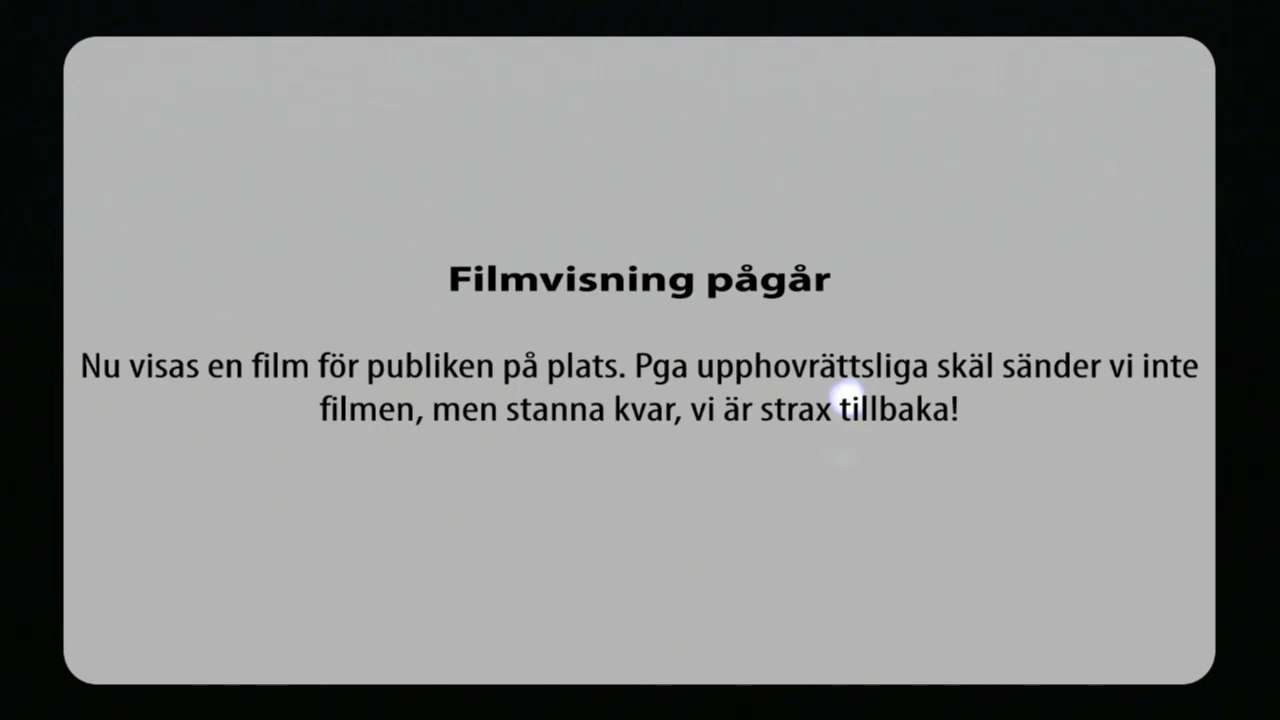 Filmvisning pågår
Nu visas en film för publiken på plats. Pga upphovrättsliga skäl sänder vi inte
filmen, men stanna kvar, vi är strax tillbaka!